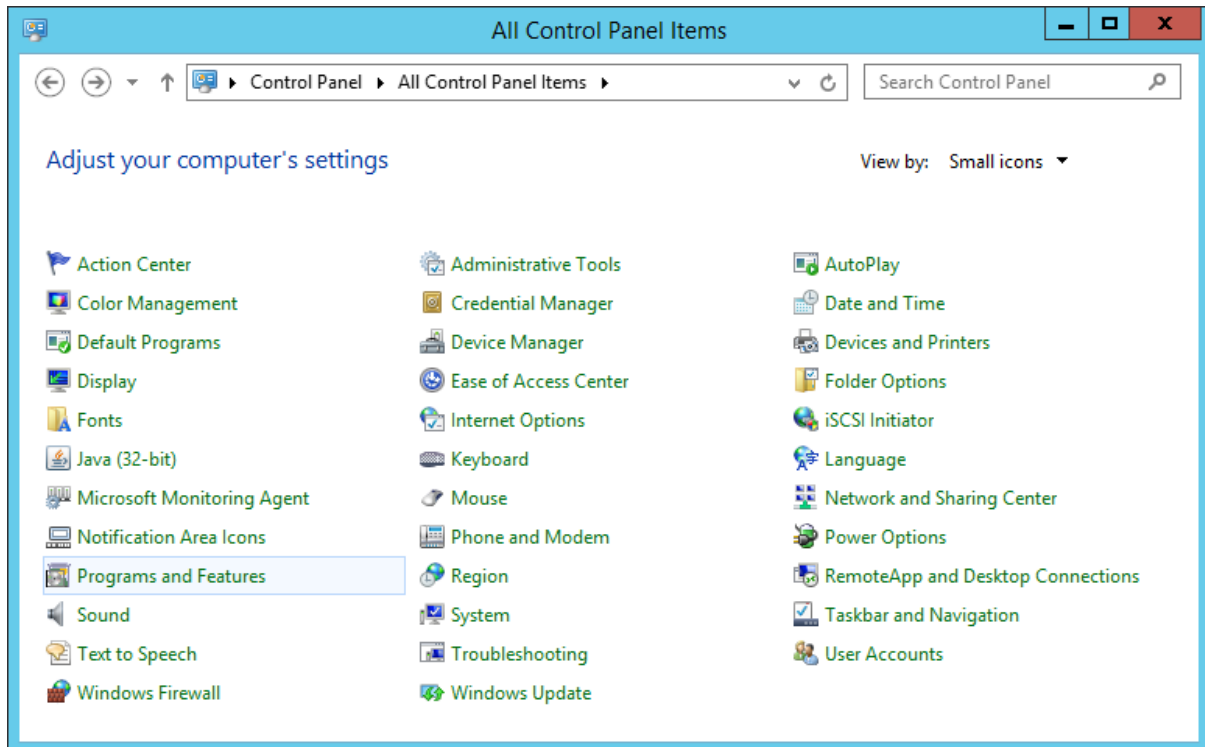 All Control Panel Items
Control Panel All Control Panel Items Search Control Panel
Adjust your computer's settings View by: Small icons
Action Center Administrative Tools AutoPlay
Color Management Credential Manager Date and Time
Default Programs Device Manager Devices and Printers
Display Ease of Access Center Folder Options
Fonts Internet Options iSCSI Initiator
Java (32-bit) Keyboard Language
Microsoft Monitoring Agent Mouse Network and Sharing Center
Notification Area Icons Phone and Modem Power Options
Programs and Features Region RemoteApp and Desktop Connections
Sound System Taskbar and Navigation
Text to Speech Troubleshooting User Accounts
Windows Firewall Windows Update